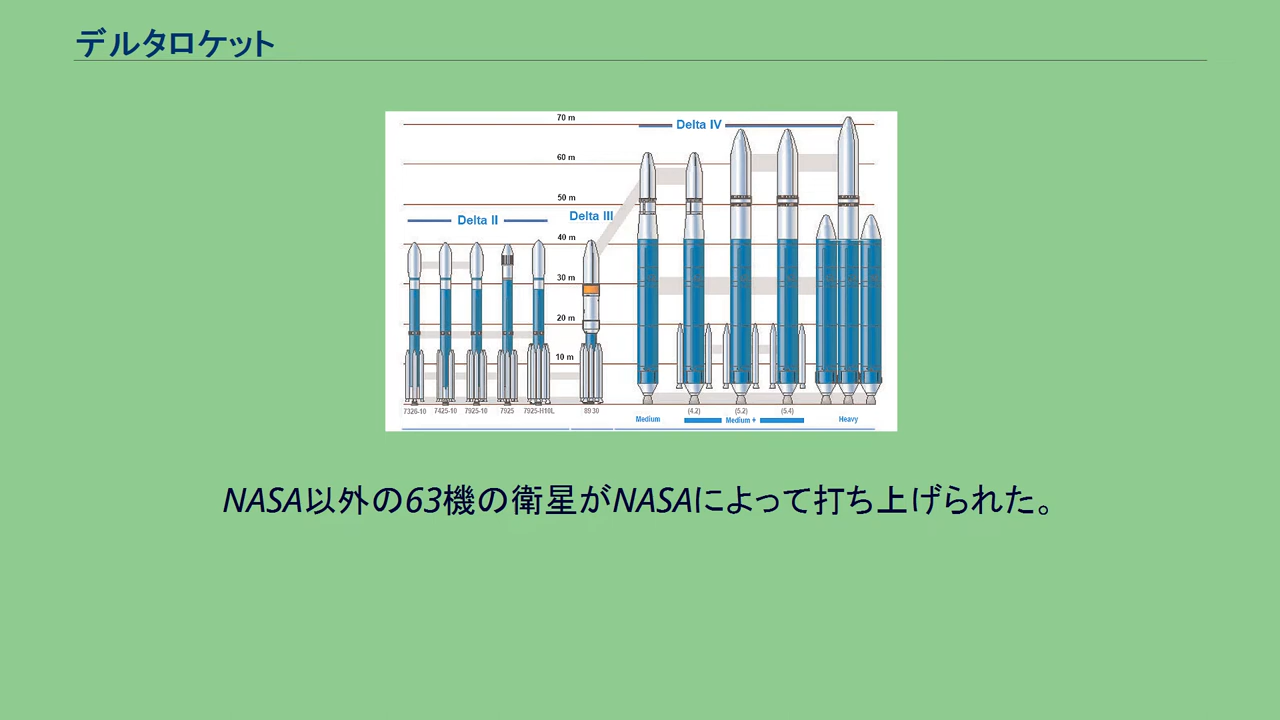 デルタロケット
70 m
Delta IV
60 m
50 m
Delta II
Delta III
40 m
30 m
20 m
10 m
7326-10 7425-10 7925-10 7925 7925-H10L 8930 (4.2) (5.2) (5.4)
Medium Medium + Heavy
NASA以外の63機の衛星がNASAによって打ち上げられた。